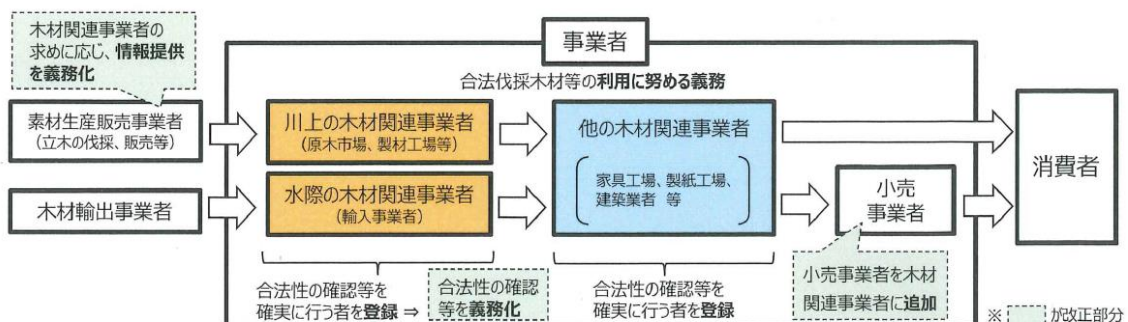 木材関連事業者の
求めに応じ、情報提供
を義務化
事業者
合法伐採木材等の利用に努める義務
素材生産販売事業者
（立木の伐採、販売等）
川上の木材関連事業者
（原木市場、製材工場等）
他の木材関連事業者
家具工場、製紙工場、
建築業者 等
消費者
木材輸出事業者
水際の木材関連事業者
（輸入事業者）
小売
事業者
合法性の確認等を
確実に行う者を登録 ⇒
合法性の確認
等を義務化
合法性の確認等を
確実に行う者を登録
小売事業者を木材
関連事業者に追加
※ が改正部分